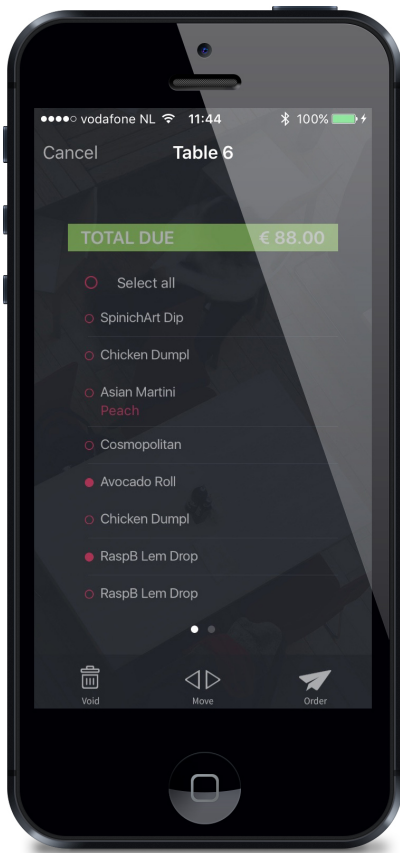 vodafone NL 11:44 100%
Cancel Table 6
TOTAL DUE € 88.00
Select all
SpinichArt Dip
Chicken Dumpl
Asian Martini
Peach
Cosmopolitan
Avocado Roll
Chicken Dumpl
RaspB Lem Drop
RaspB Lem Drop
Void Move Order